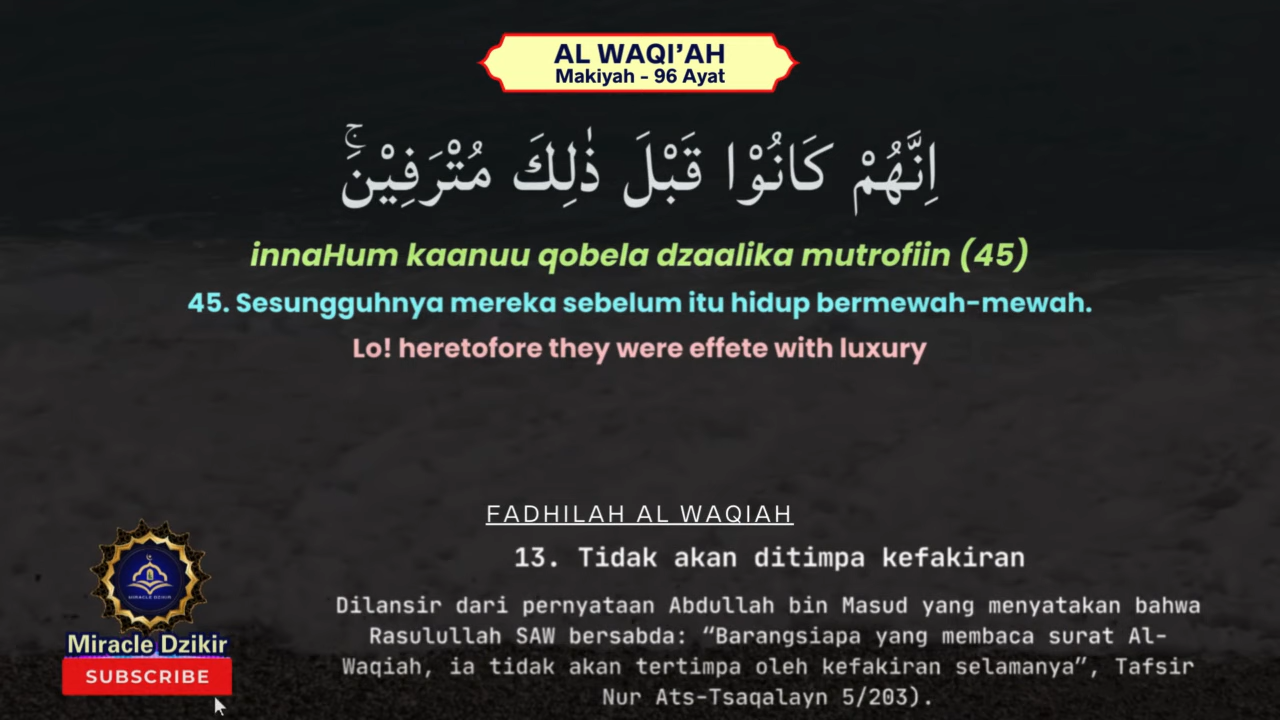 AL WAQI’AH
Makiyah - 96 Ayat
اِنَّهُمْ كَانُوْا قَبْلَ ذٰلِكَ مُتْرَفِيْنَۚ
innaHum kaanuu qobela dzaalika mutrofiin (45)
45. Sesungguhnya mereka sebelum itu hidup bermewah-mewah.
Lo! heretofore they were effete with luxury
FADHILAH AL WAQIAH
13. Tidak akan ditimpa kefakiran
Dilansir dari pernyataan Abdullah bin Masud yang menyatakan bahwa
Rasulullah SAW bersabda: “Barangsiapa yang membaca surat Al-
Waqiah, ia tidak akan tertimpa oleh kefakiran selamanya”, Tafsir
Nur Ats-Tsaqalayn 5/203).
MIRACLE DZIKIR
Miracle Dzikir
SUBSCRIBE